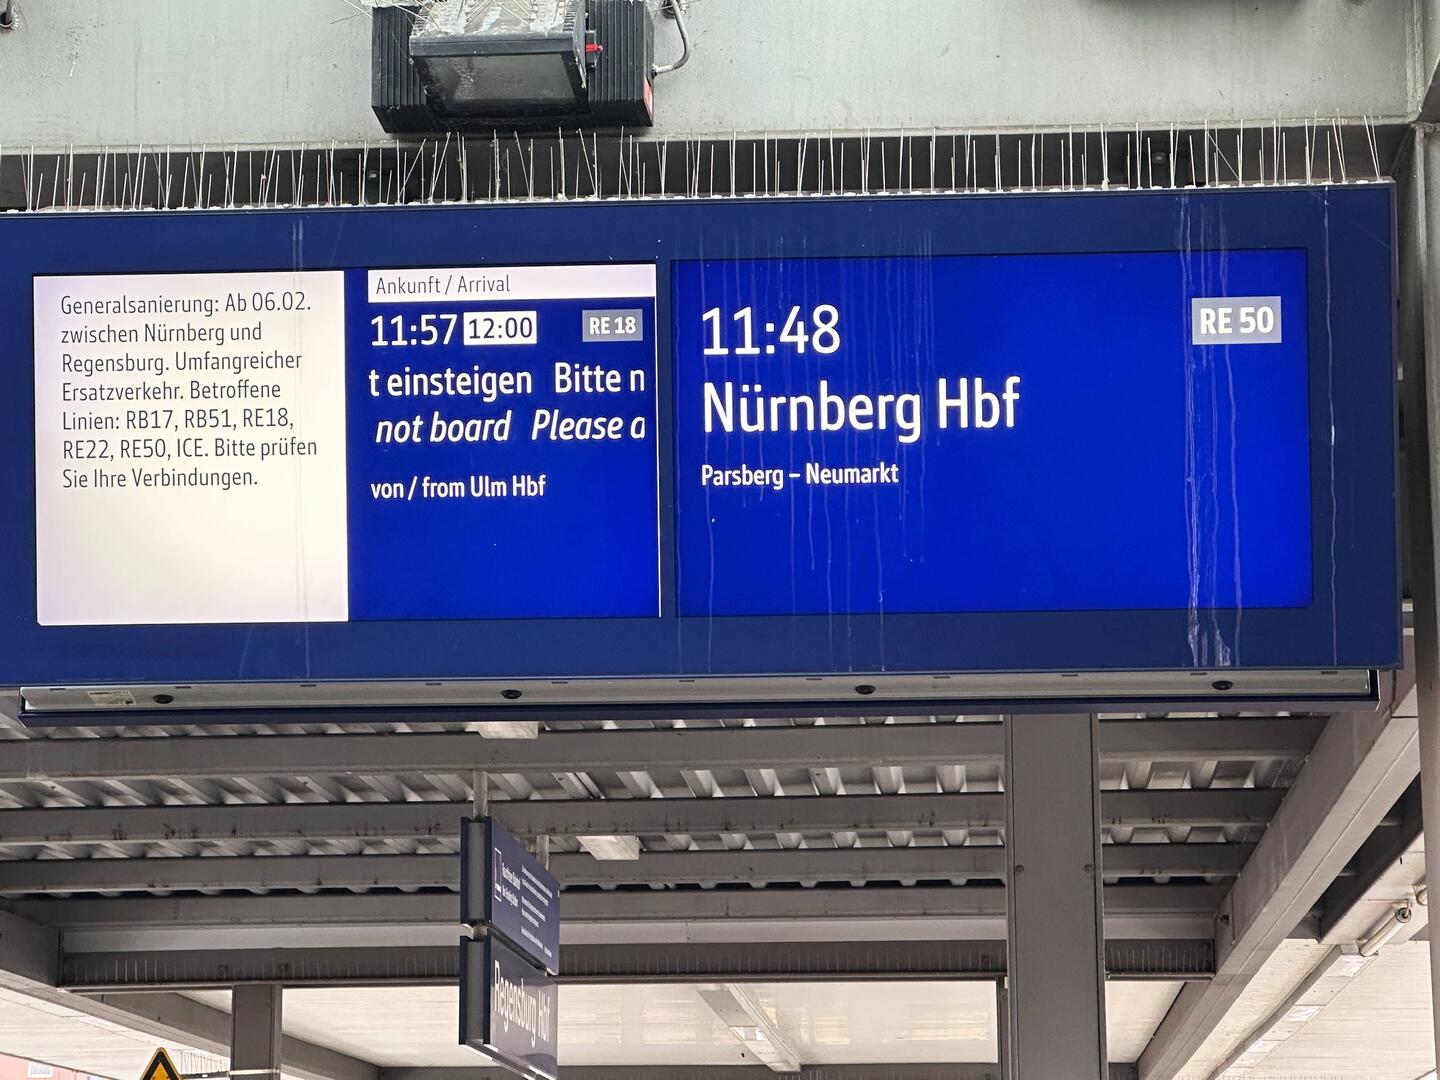 Generalsanierung: Ab 06.02.
zwischen Nürnberg und
Regensburg. Umfangreicher
Ersatzverkehr. Betroffene
Linien: RB17, RB51, RE18,
RE22, RE50, ICE. Bitte prüfen
Sie Ihre Verbindungen.
Ankunft / Arrival
11:57 12:00 RE 18
t einsteigen Bitte n
not board Please a
von / from Ulm Hbf
11:48 RE 50
Nürnberg Hbf
Parsberg – Neumarkt
Regensburg Hbf